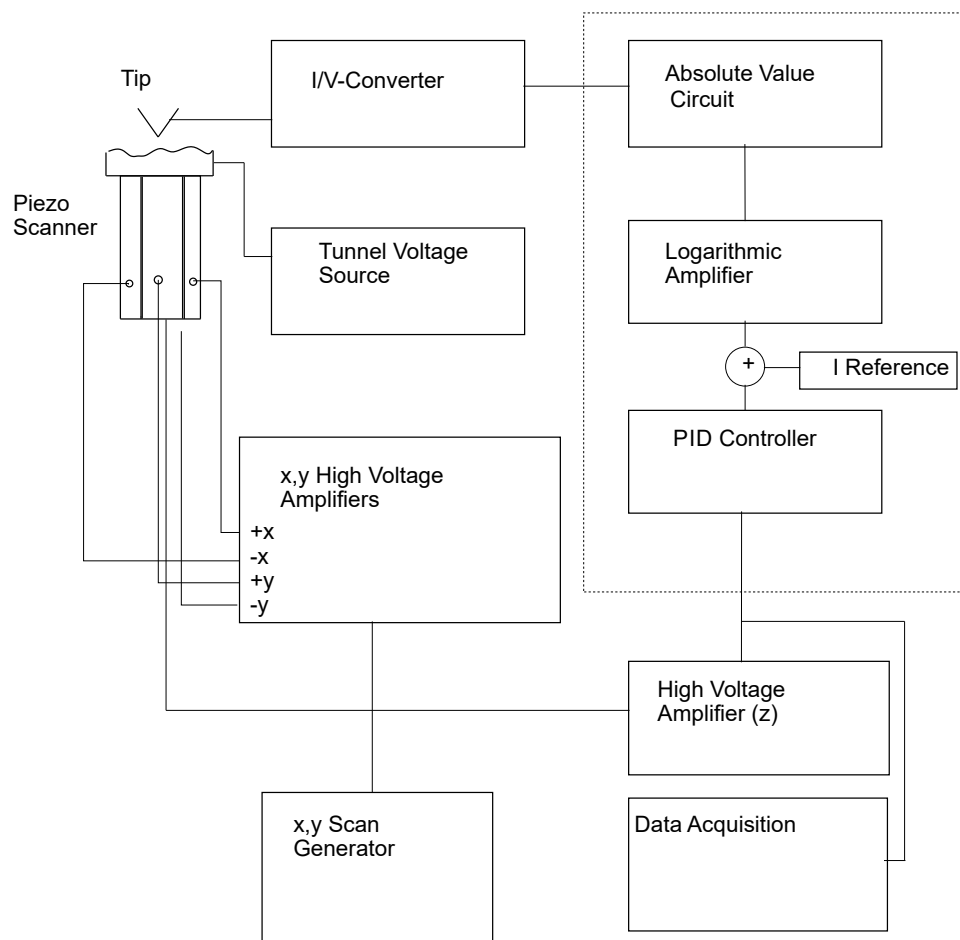 Tip
I/V-Converter
Absolute Value
Circuit
Piezo
Scanner
Tunnel Voltage
Source
Logarithmic
Amplifier
+
I Reference
PID Controller
x,y High Voltage
Amplifiers
+x
-x
+y
-y
High Voltage
Amplifier (z)
x,y Scan
Generator
Data Acquisition